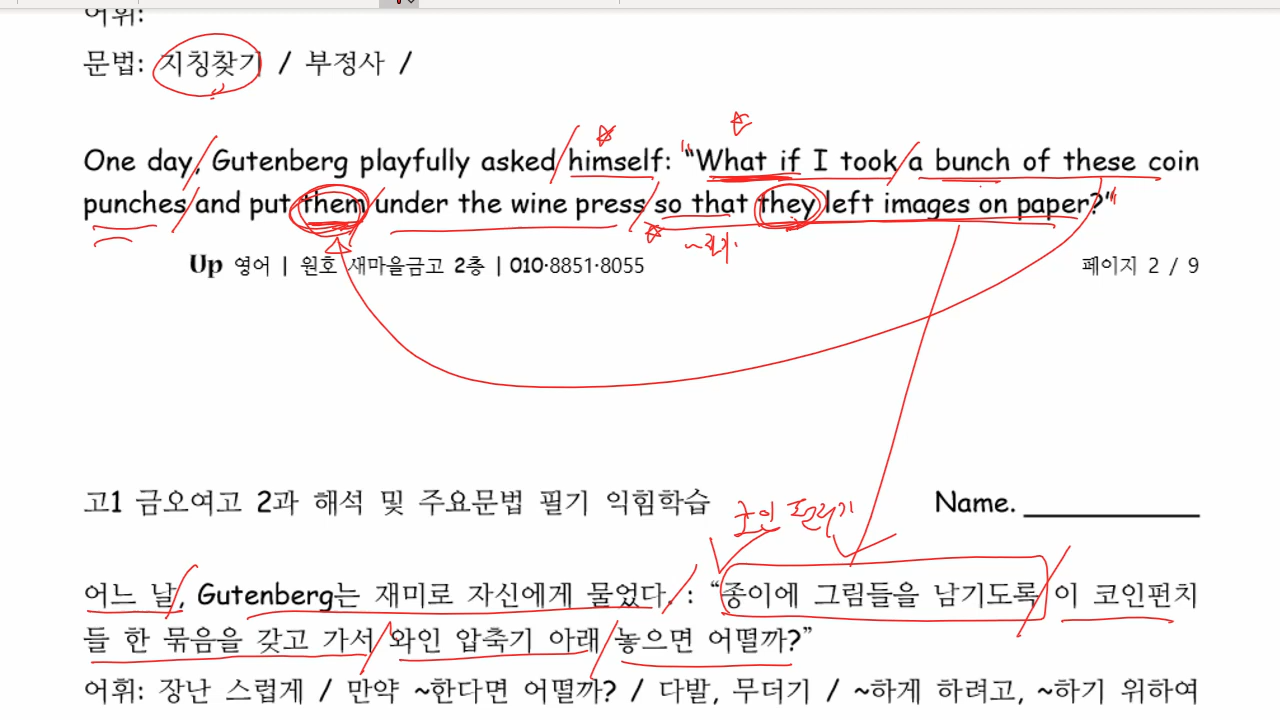 어휘:
문법: 지칭찾기 / 부정사 /
One day, Gutenberg playfully asked himself: “What if I took a bunch of these coin
punches and put them under the wine press so that they left images on paper?”
Up 영어 | 원호 새마을금고 2층 | 010·8851·8055
페이지 2 / 9
고1 금오여고 2과 해석 및 주요문법 필기 익힘학습
Name.
어느 날, Gutenberg는 재미로 자신에게 물었다. : “종이에 그림들을 남기도록 이 코인펀치
들 한 묶음을 갖고 가서 와인 압축기 아래 놓으면 어떨까?”
어휘: 장난 스럽게 / 만약 ~한다면 어떨까? / 다발, 무더기 / ~하게 하려고, ~하기 위하여